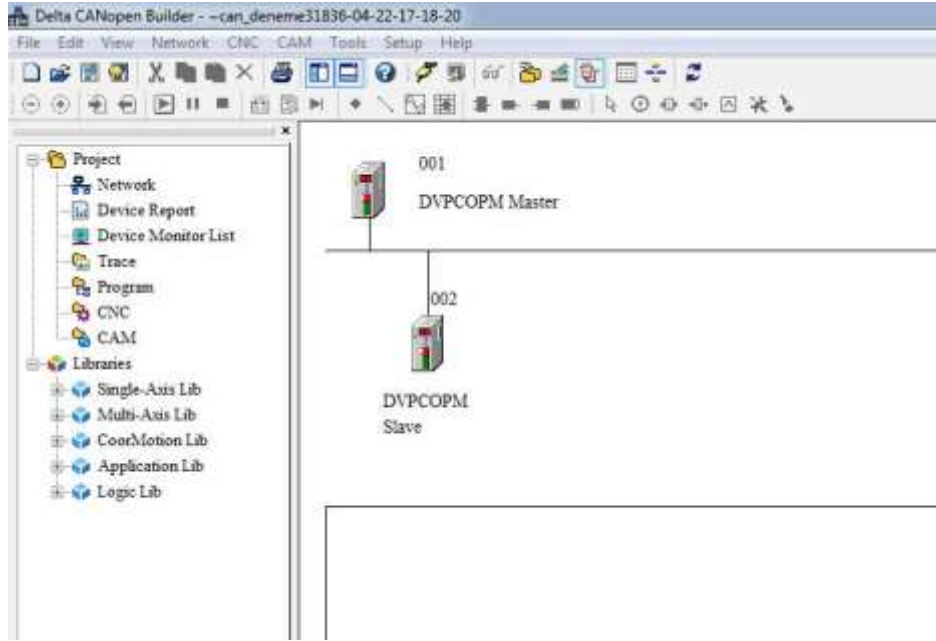 Delta CANopen Builder - ~can_deneme31836-04-22-17-18-20
File Edit View Network CNC CAM Tools Setup Help
Project
Network
Device Report
Device Monitor List
Trace
Program
CNC
CAM
Libraries
Single-Axis Lib
Multi-Axis Lib
CoorMotion Lib
Application Lib
Logic Lib
001
DVPCOPM Master
002
DVPCOPM
Slave